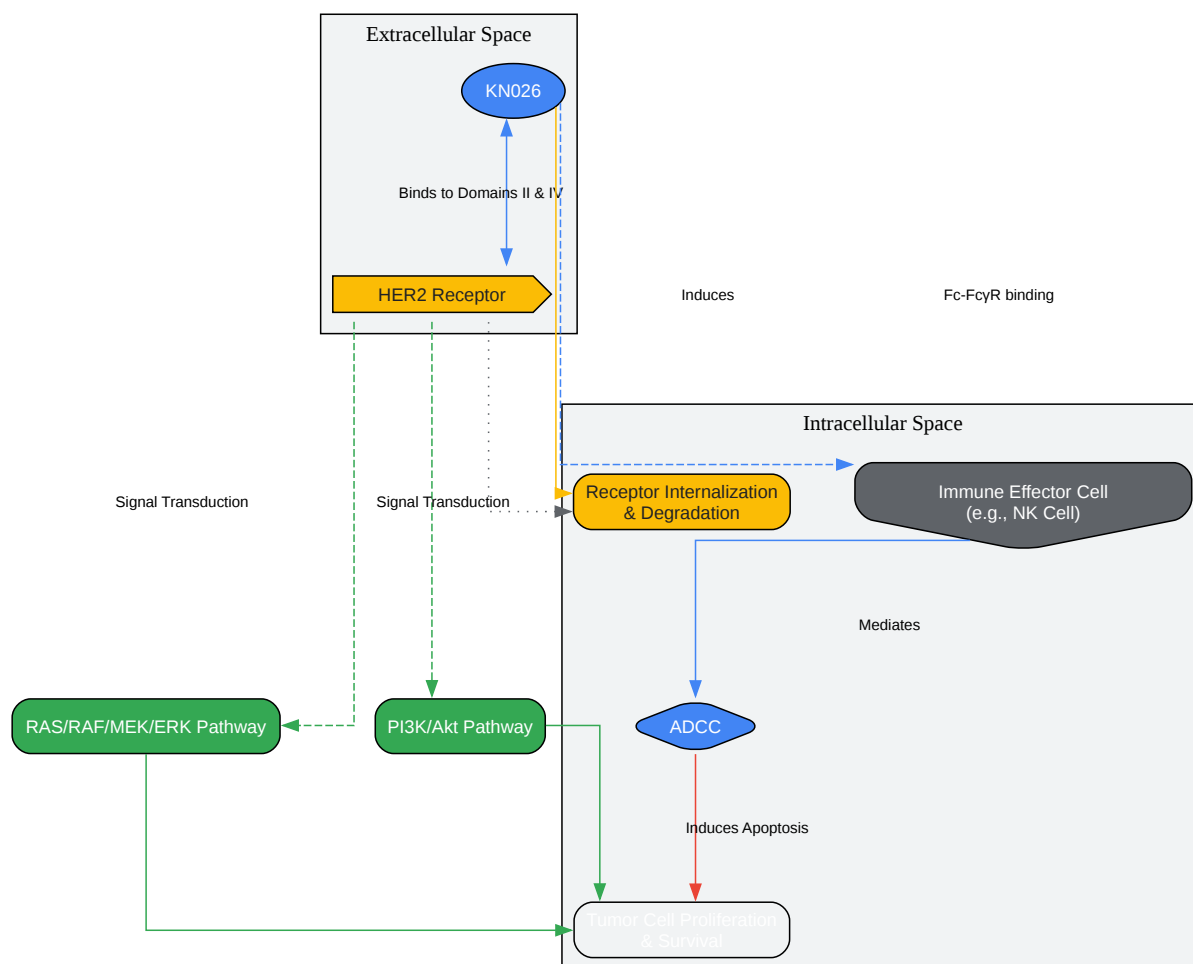 Extracellular Space
KN026
Binds to Domains II & IV
HER2 Receptor
Induces
Fc-FcγR binding
Intracellular Space
Signal Transduction
Signal Transduction
Receptor Internalization
& Degradation
Immune Effector Cell
(e.g., NK Cell)
Mediates
RAS/RAF/MEK/ERK Pathway
PI3K/Akt Pathway
ADCC
Induces Apoptosis
Tumor Cell Proliferation
& Survival